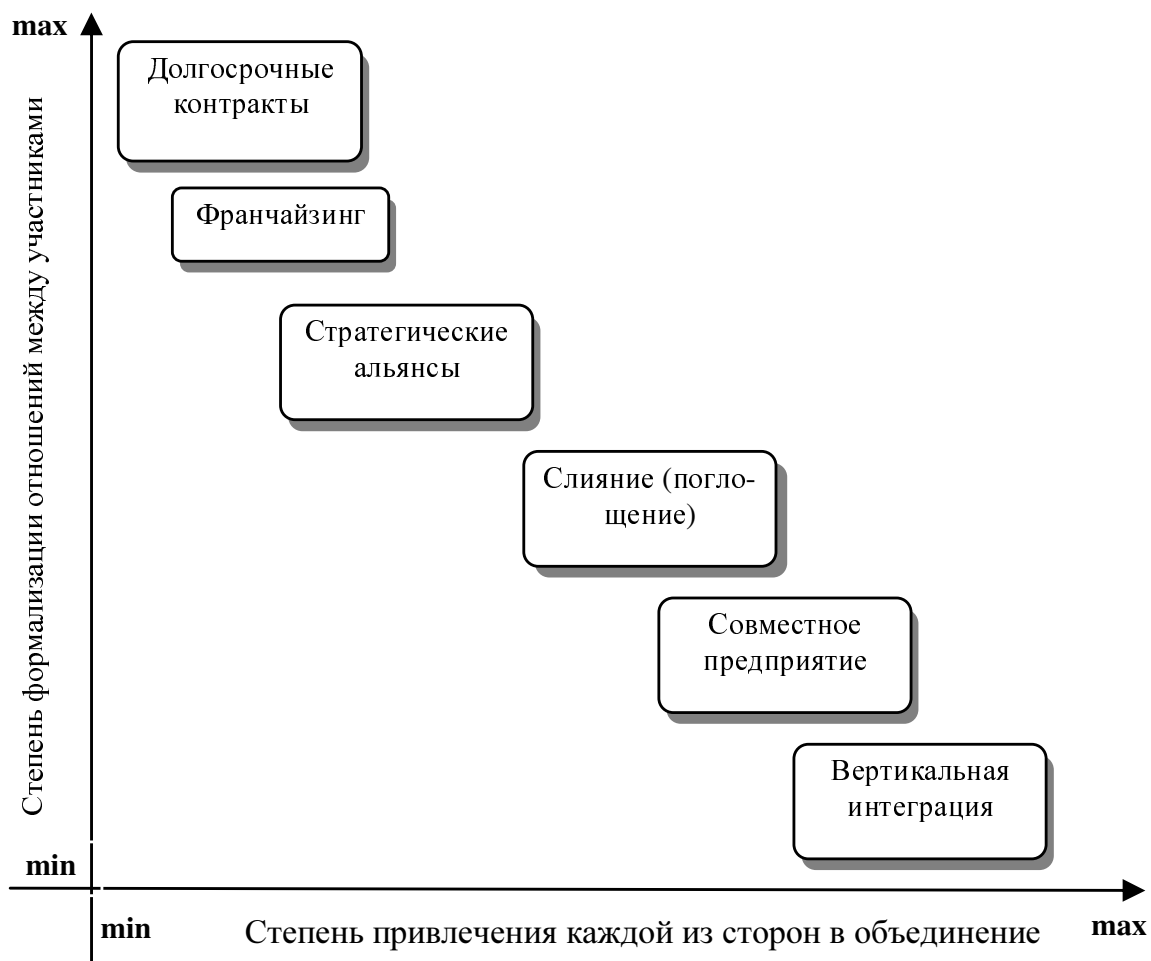 max
Долгосрочные
контракты
Степень формализации отношений между участниками
Франчайзинг
Стратегические
альянсы
Слияние (погло-
щение)
Совместное
предприятие
Вертикальная
интеграция
min
min
Степень привлечения каждой из сторон в объединение
max